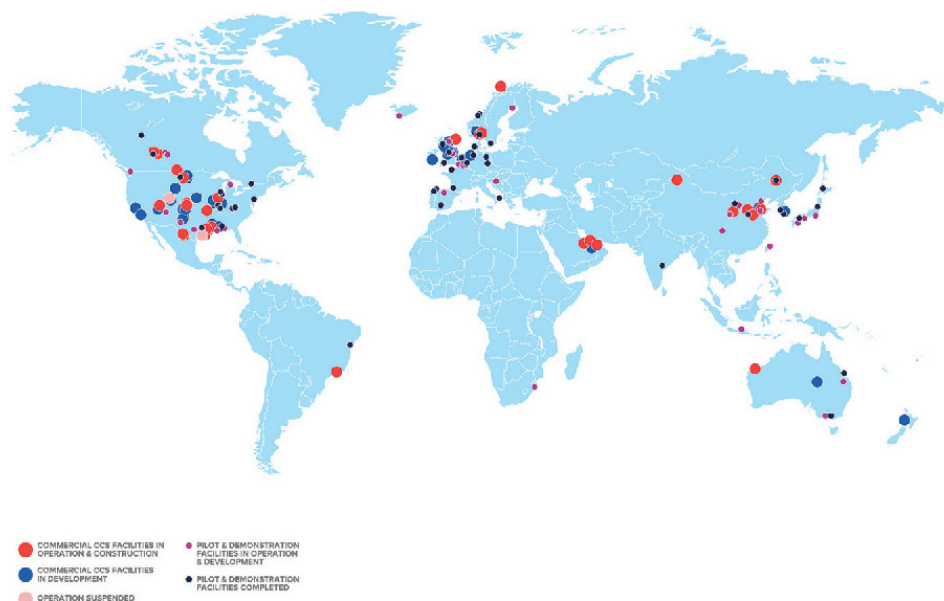 COMMERCIAL CCS FACILITIES IN
OPERATION & CONSTRUCTION
COMMERCIAL CCS FACILITIES
IN DEVELOPMENT
OPERATION SUSPENDED
PILOT & DEMONSTRATION
FACILITIES IN OPERATION
& DEVELOPMENT
PILOT & DEMONSTRATION
FACILITIES COMPLETED